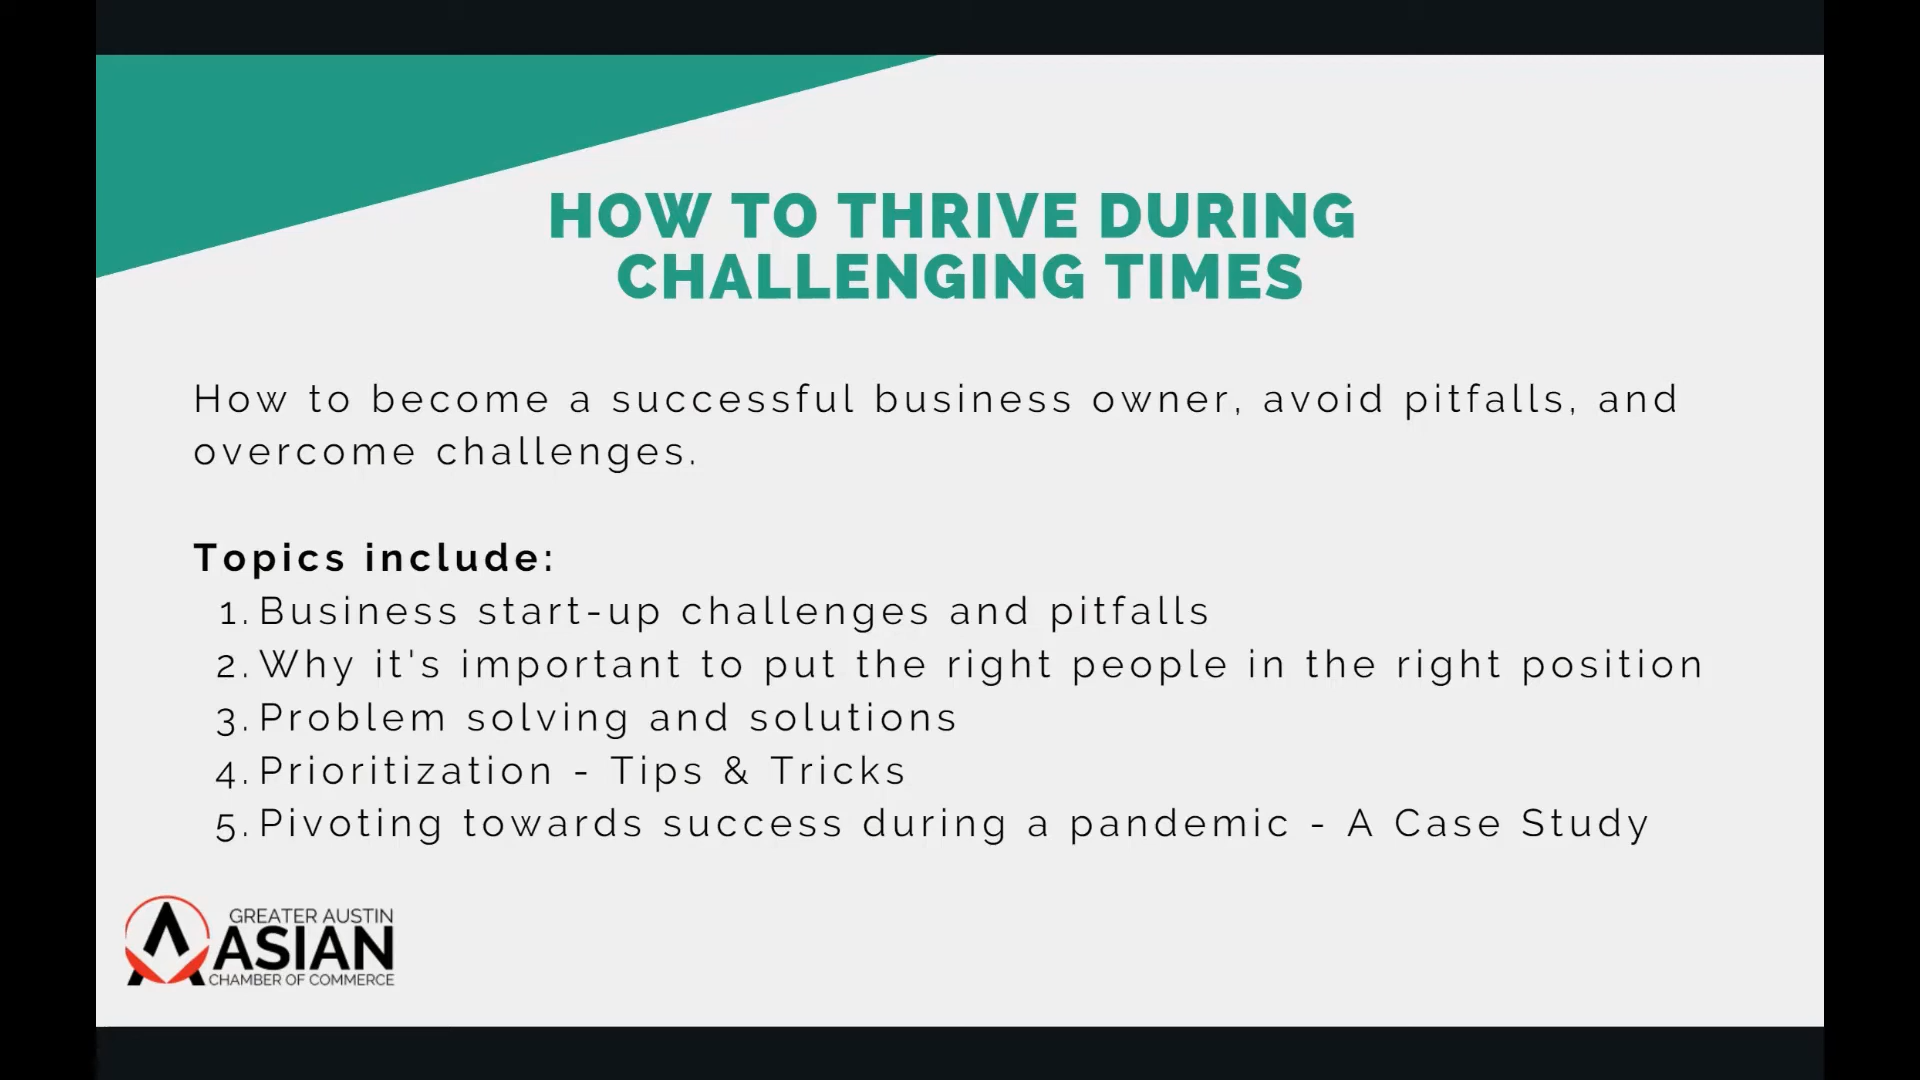 HOW TO THRIVE DURING
CHALLENGING TIMES
How to become a successful business owner, avoid pitfalls, and
overcome challenges.
Topics include:
1. Business start-up challenges and pitfalls
2. Why it's important to put the right people in the right position
3. Problem solving and solutions
4. Prioritization - Tips & Tricks
5. Pivoting towards success during a pandemic - A Case Study
GREATER AUSTIN
ASIAN
CHAMBER OF COMMERCE